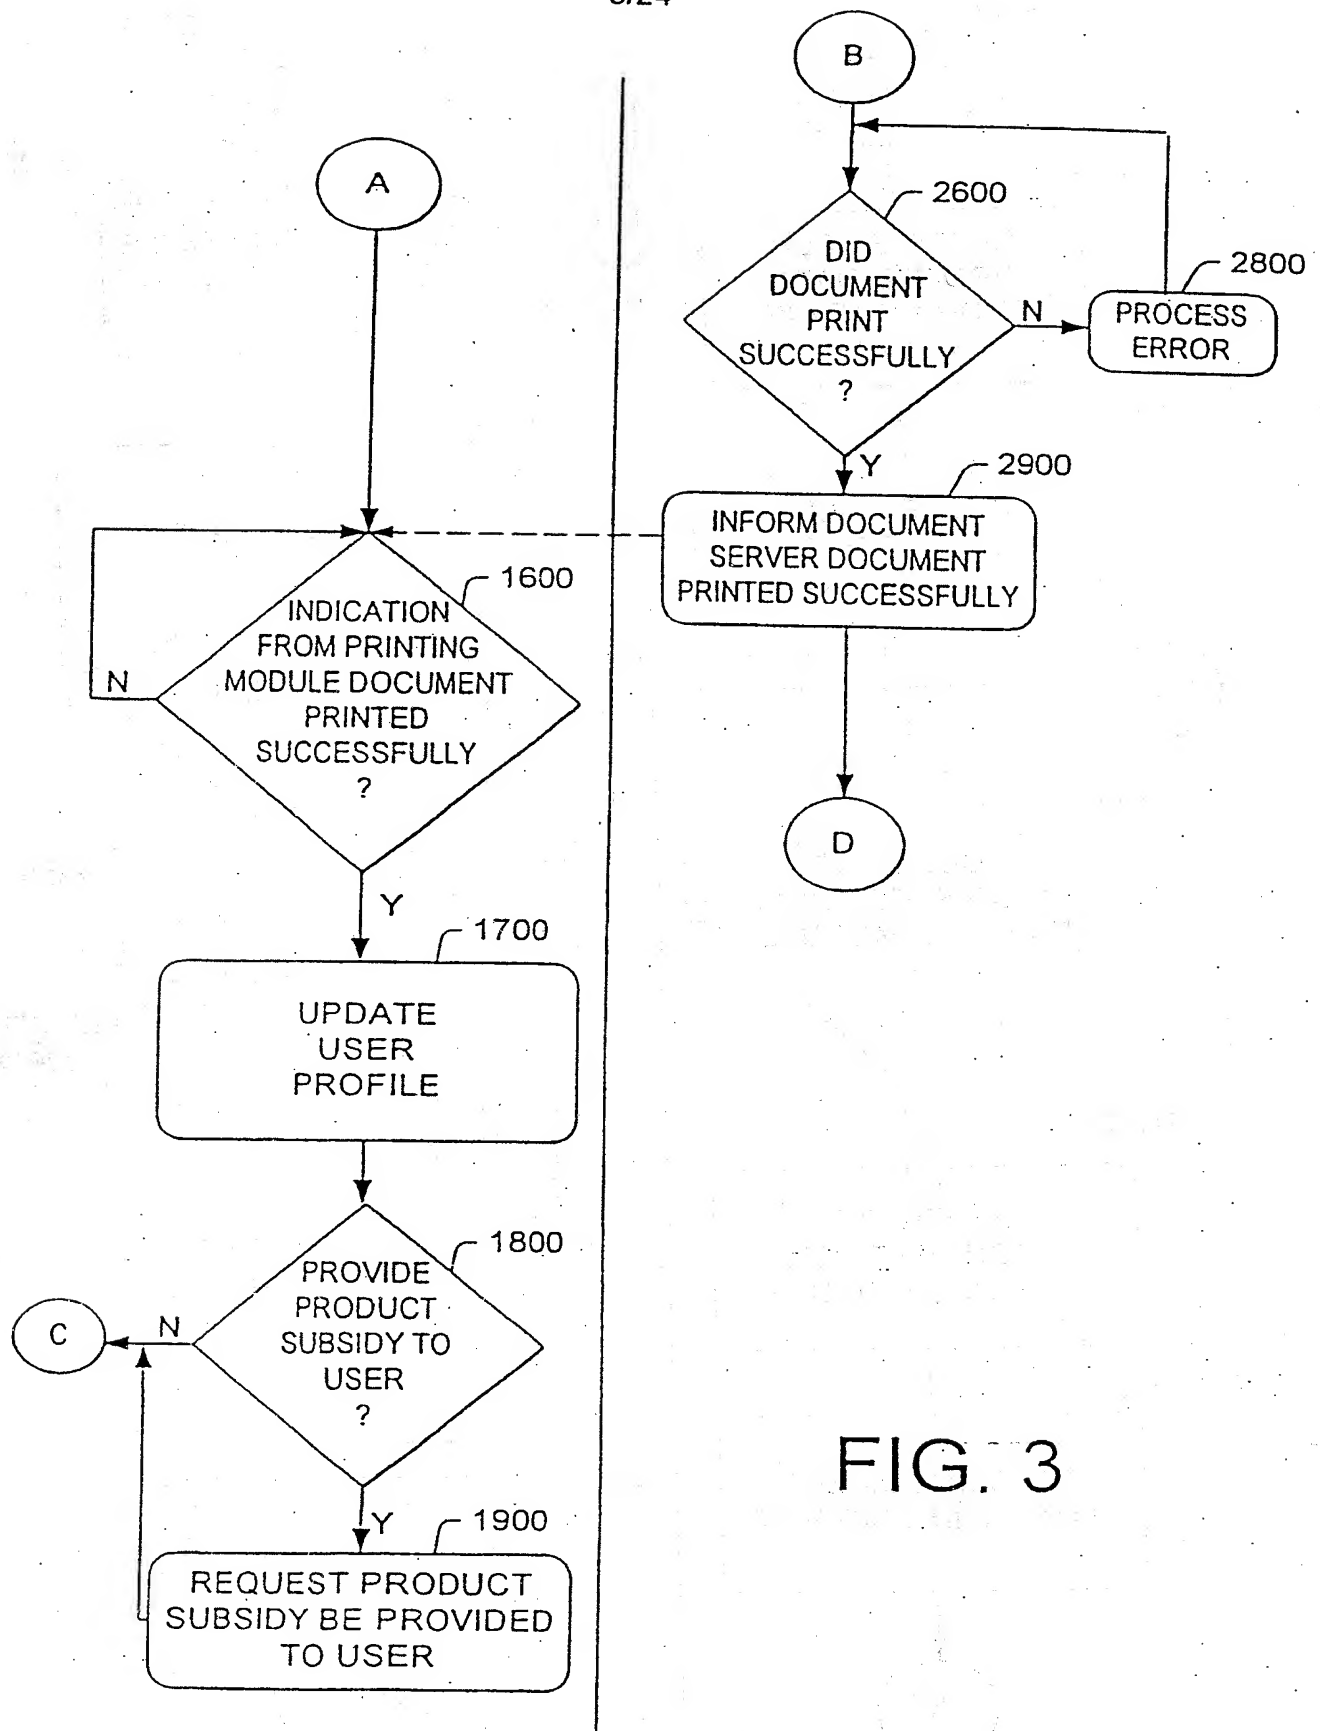 B
A
2600
DID
DOCUMENT
PRINT
SUCCESSFULLY
?
N
2800
PROCESS
ERROR
Y
2900
INFORM DOCUMENT
SERVER DOCUMENT
PRINTED SUCCESSFULLY
D
1600
INDICATION
FROM PRINTING
MODULE DOCUMENT
PRINTED
SUCCESSFULLY
?
N
Y
1700
UPDATE
USER
PROFILE
1800
PROVIDE
PRODUCT
SUBSIDY TO
USER
?
N
C
Y
1900
REQUEST PRODUCT
SUBSIDY BE PROVIDED
TO USER
FIG. 3